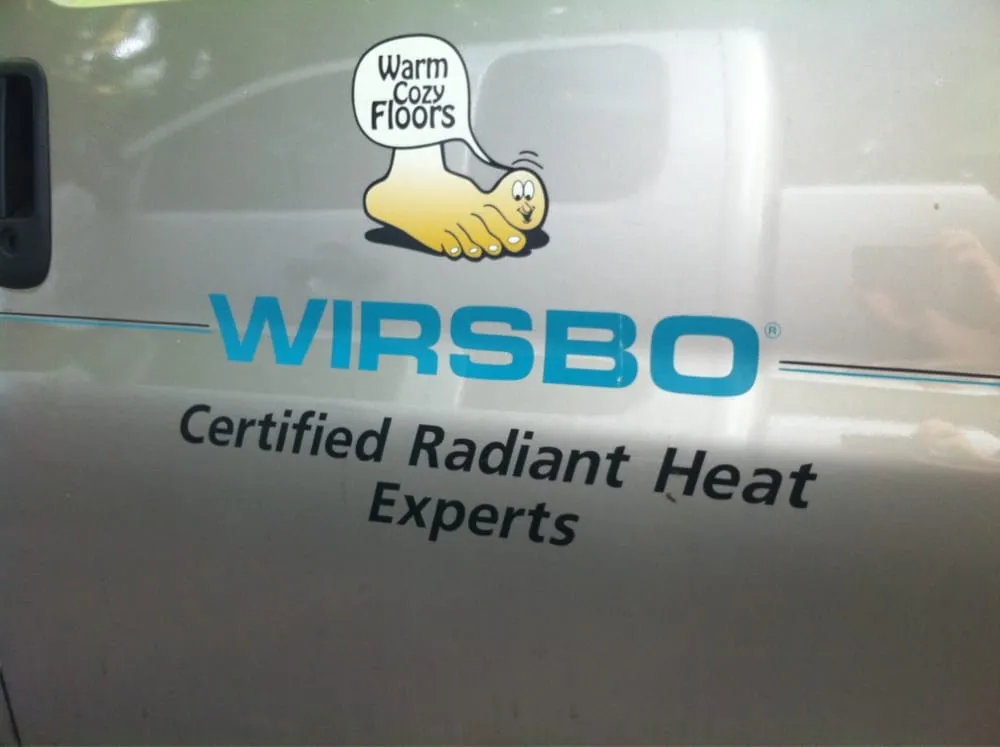 Warm
Cozy
Floors
WIRSBO®
Certified Radiant Heat
Experts